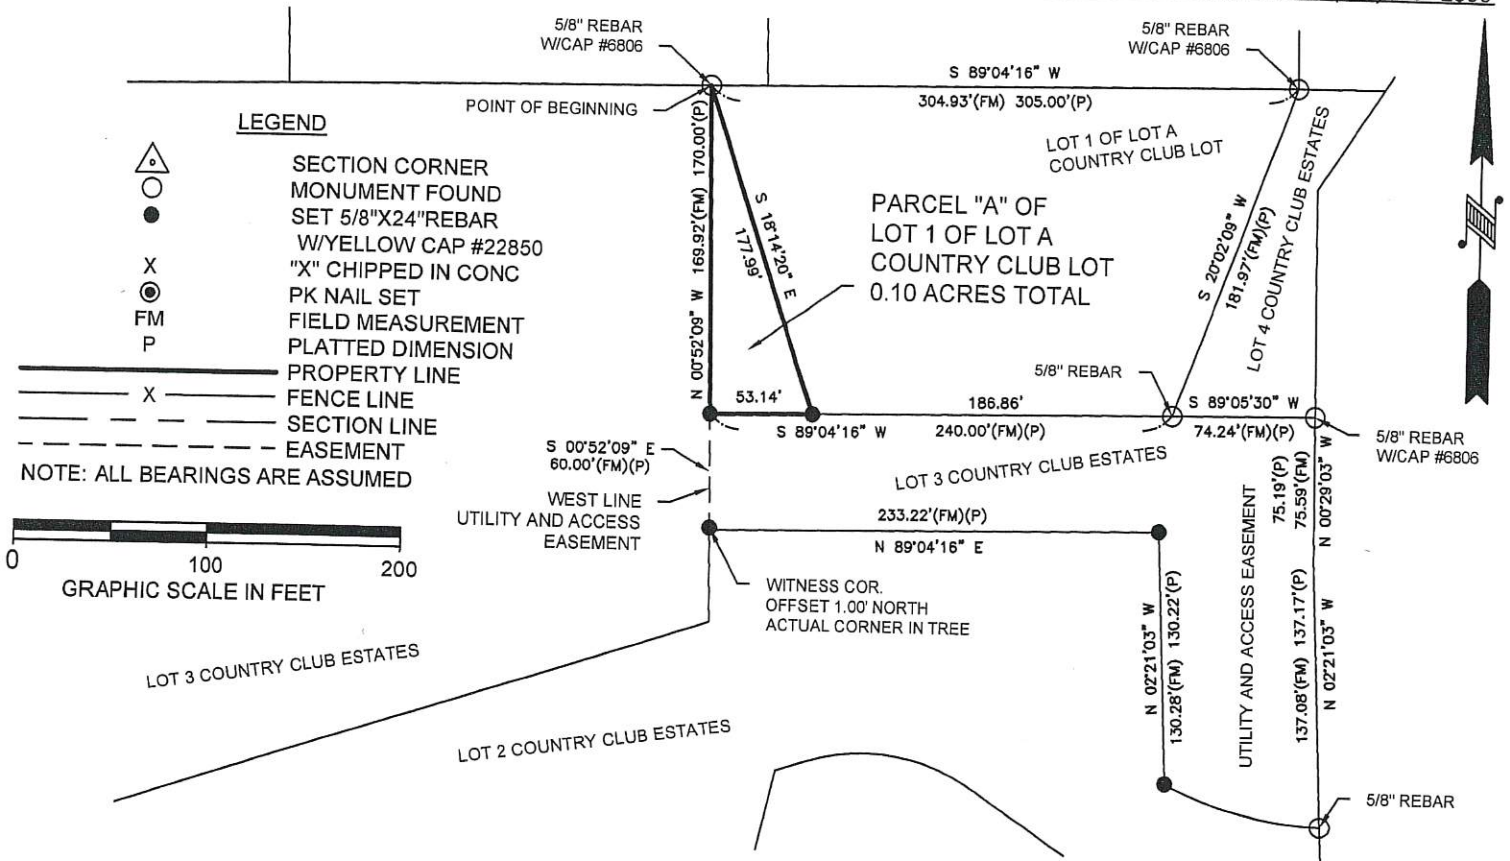 5/8" REBAR
W/CAP #6806
5/8" REBAR
W/CAP #6806
S 89°04'16" W
304.93'(FM) 305.00'(P)
POINT OF BEGINNING
LEGEND
SECTION CORNER
MONUMENT FOUND
SET 5/8"X24"REBAR
W/YELLOW CAP #22850
X "X" CHIPPED IN CONC
PK NAIL SET
FM FIELD MEASUREMENT
P PLATTED DIMENSION
PROPERTY LINE
X FENCE LINE
SECTION LINE
EASEMENT
NOTE: ALL BEARINGS ARE ASSUMED
0 100 200
GRAPHIC SCALE IN FEET
N 00°52'09" W 169.92'(FM) 170.00'(P)
S 18°14'20" E
177.99'
LOT 1 OF LOT A
COUNTRY CLUB LOT
PARCEL "A" OF
LOT 1 OF LOT A
COUNTRY CLUB LOT
0.10 ACRES TOTAL
S 20°02'09" W
181.97'(FM)(P)
LOT 4 COUNTRY CLUB ESTATES
5/8" REBAR
53.14'
186.86'
S 89°04'16" W
240.00'(FM)(P)
S 89°05'30" W
74.24'(FM)(P)
5/8" REBAR
W/CAP #6806
S 00°52'09" E
60.00'(FM)(P)
LOT 3 COUNTRY CLUB ESTATES
WEST LINE
UTILITY AND ACCESS
EASEMENT
233.22'(FM)(P)
N 89°04'16" E
75.19'(P)
75.59'(FM)
N 00°29'03" W
WITNESS COR.
OFFSET 1.00' NORTH
ACTUAL CORNER IN TREE
N 02°21'03" W
130.28'(FM) 130.22'(P)
UTILITY AND ACCESS EASEMENT
137.08'(FM) 137.17'(P)
N 02°21'03" W
LOT 3 COUNTRY CLUB ESTATES
LOT 2 COUNTRY CLUB ESTATES
5/8" REBAR